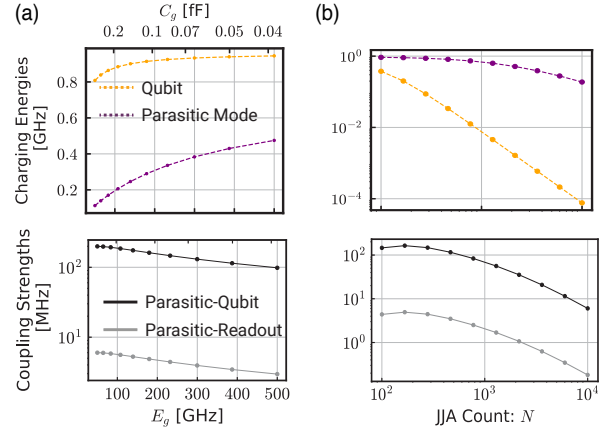 (a)
C_g [fF]
0.2 0.1 0.07 0.05 0.04
Charging Energies
[GHz]
0.8
0.6
0.4
0.2
Qubit
Parasitic Mode
(b)
10^0
10^−2
10^−4
Coupling Strengths
[MHz]
10^2
10^1
Parasitic-Qubit
Parasitic-Readout
100 200 300 400 500
E_g [GHz]
10^2
10^1
10^0
10^2 10^3 10^4
JJA Count: N